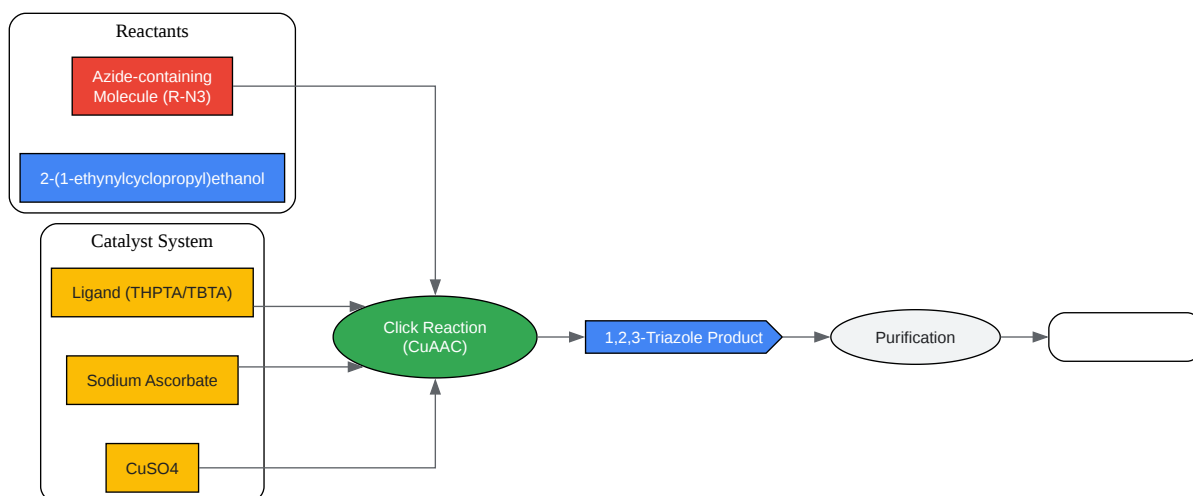 Reactants
Azide-containing
Molecule (R-N3)
2-(1-ethynylcyclopropyl)ethanol
Catalyst System
Ligand (THPTA/TBTA)
Sodium Ascorbate
CuSO4
Click Reaction
(CuAAC)
1,2,3-Triazole Product
Purification